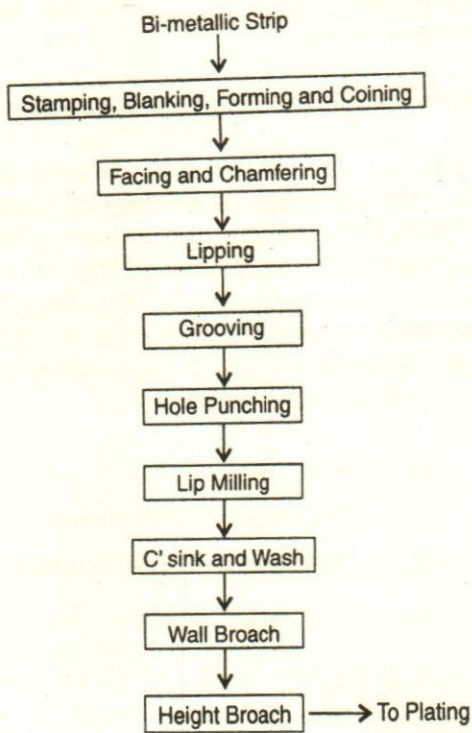 Bi-metallic Strip
Stamping, Blanking, Forming and Coining
Facing and Chamfering
Lipping
Grooving
Hole Punching
Lip Milling
C' sink and Wash
Wall Broach
Height Broach
To Plating